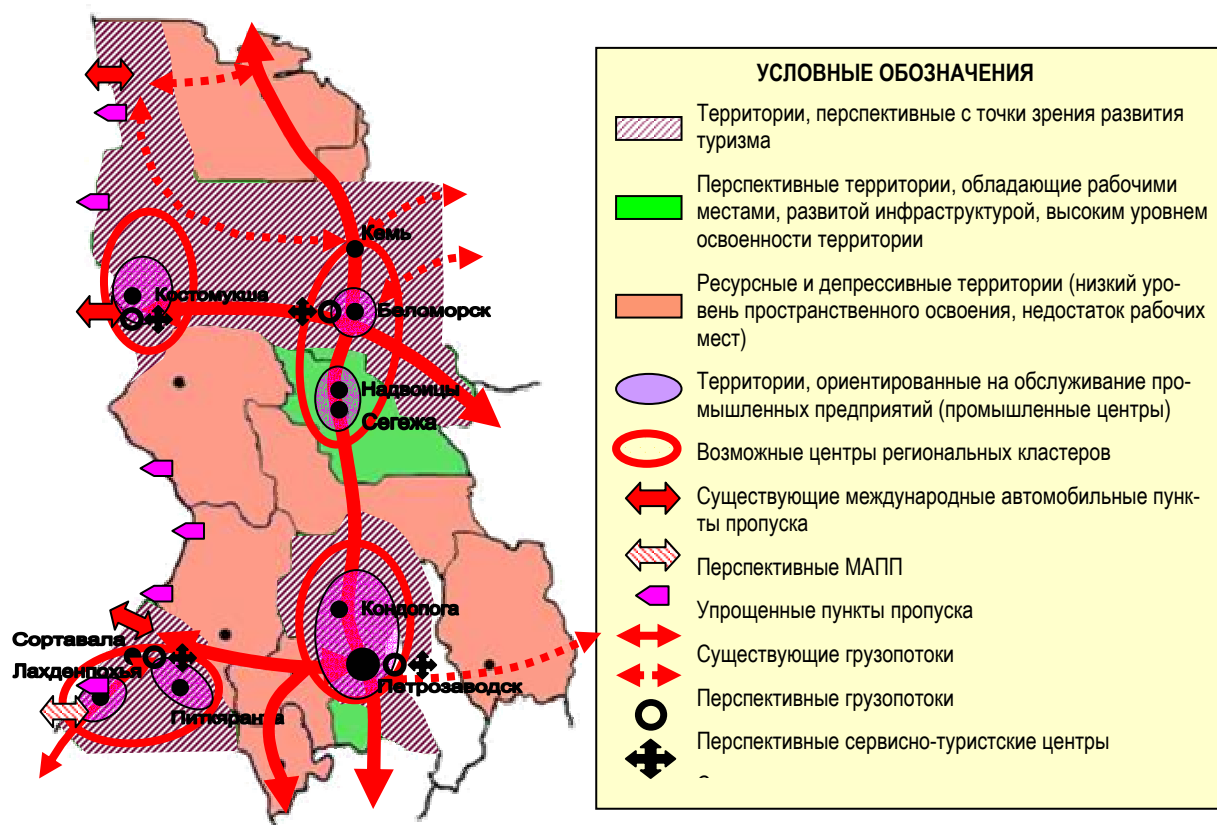 Кемь
Костомукша
Беломорск
Надвоицы
Сегежа
Кондопога
Сортавала
Лахденпохья
Петрозаводск
Питкяранта
УСЛОВНЫЕ ОБОЗНАЧЕНИЯ
Территории, перспективные с точки зрения развития
туризма
Перспективные территории, обладающие рабочими
местами, развитой инфраструктурой, высоким уровнем
освоенности территории
Ресурсные и депрессивные территории (низкий уро-
вень пространственного освоения, недостаток рабочих
мест)
Территории, ориентированные на обслуживание про-
мышленных предприятий (промышленные центры)
Возможные центры региональных кластеров
Существующие международные автомобильные пунк-
ты пропуска
Перспективные МАПП
Упрощенные пункты пропуска
Существующие грузопотоки
Перспективные грузопотоки
Перспективные сервисно-туристские центры